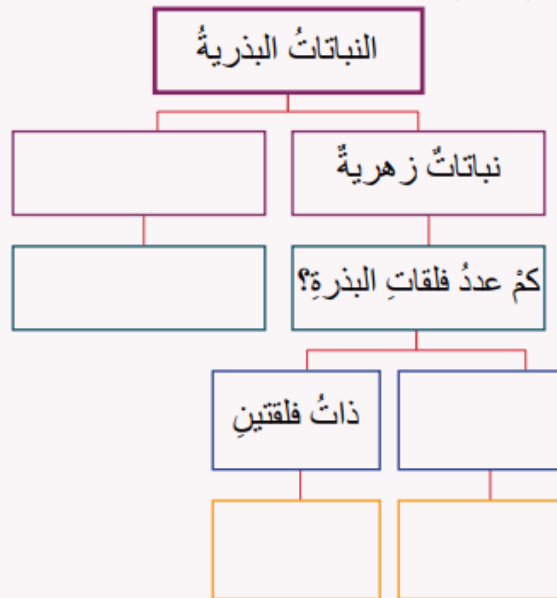 النباتاتُ البذريةُ
نباتاتٌ زهريةٌ
كمْ عددُ فلقاتِ البذرةِ؟
ذاتُ فلقتينِ